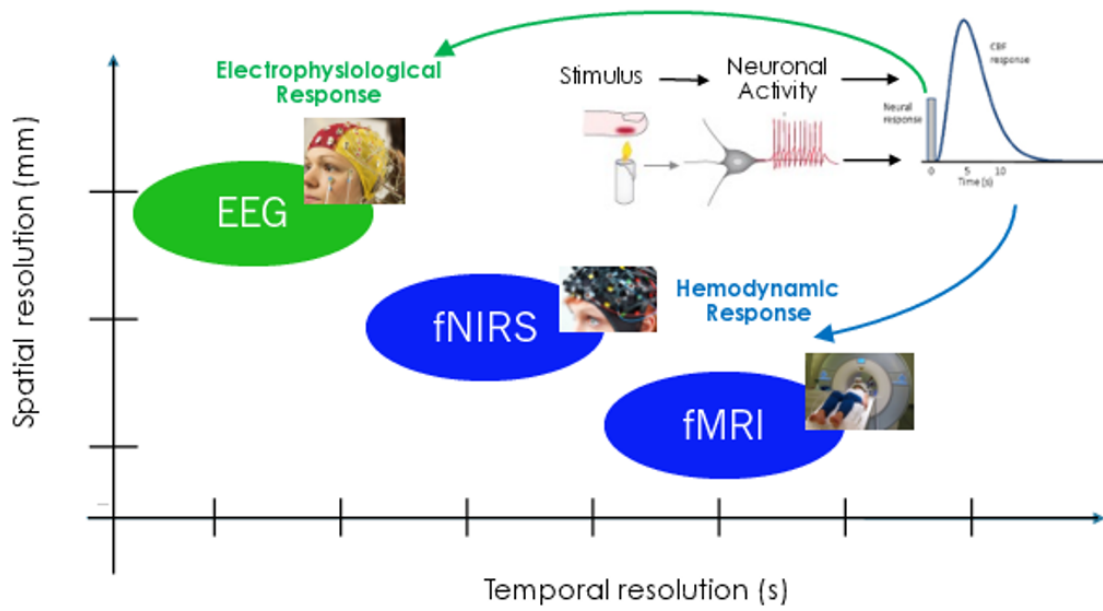 Electrophysiological
Response
Stimulus
Neuronal
Activity
CBF
response
Neural
response
0
5
10
Time (s)
EEG
fNIRS
Hemodynamic
Response
fMRI
Spatial resolution (mm)
Temporal resolution (s)